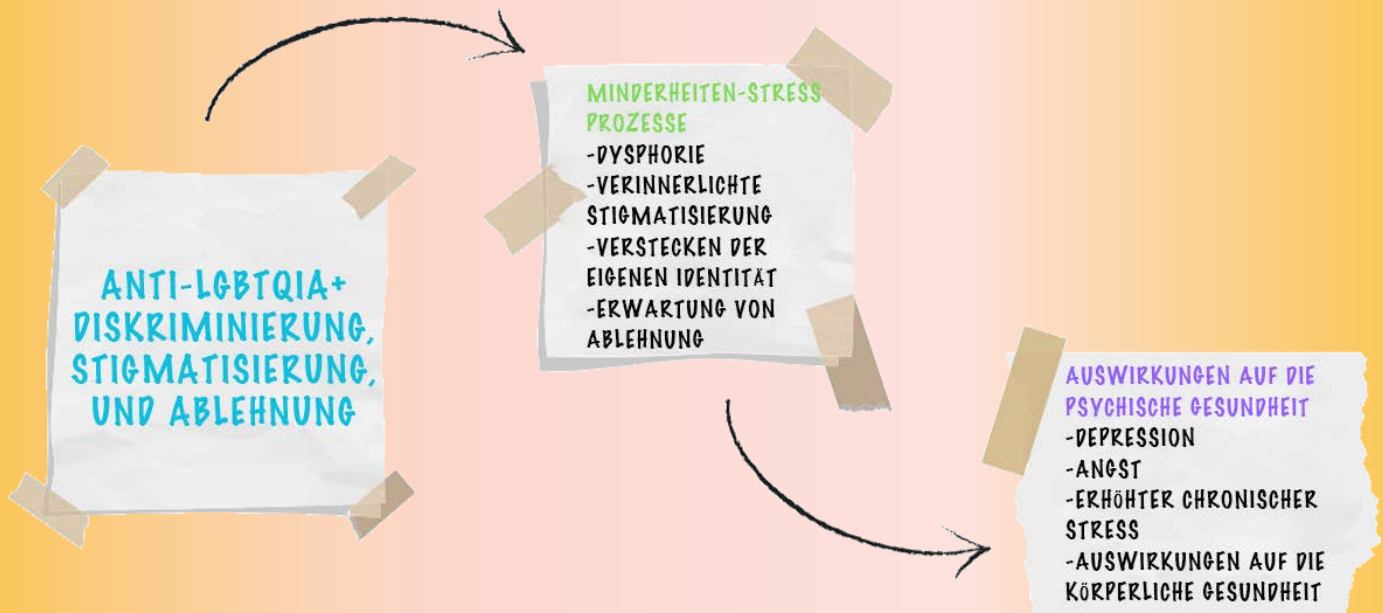 ANTI-LGBTQIA+
DISKRIMINIERUNG,
STIGMATISIERUNG,
UND ABLEHNUNG
MINDERHEITEN-STRESS
PROZESSE
-DYSPHORIE
-VERINNERLICHTE
STIGMATISIERUNG
-VERSTECKEN DER
EIGENEN IDENTITÄT
-ERWARTUNG VON
ABLEHNUNG
AUSWIRKUNGEN AUF DIE
PSYCHISCHE GESUNDHEIT
-DEPRESSION
-ANGST
-ERHÖHTER CHRONISCHER
STRESS
-AUSWIRKUNGEN AUF DIE
KÖRPERLICHE GESUNDHEIT